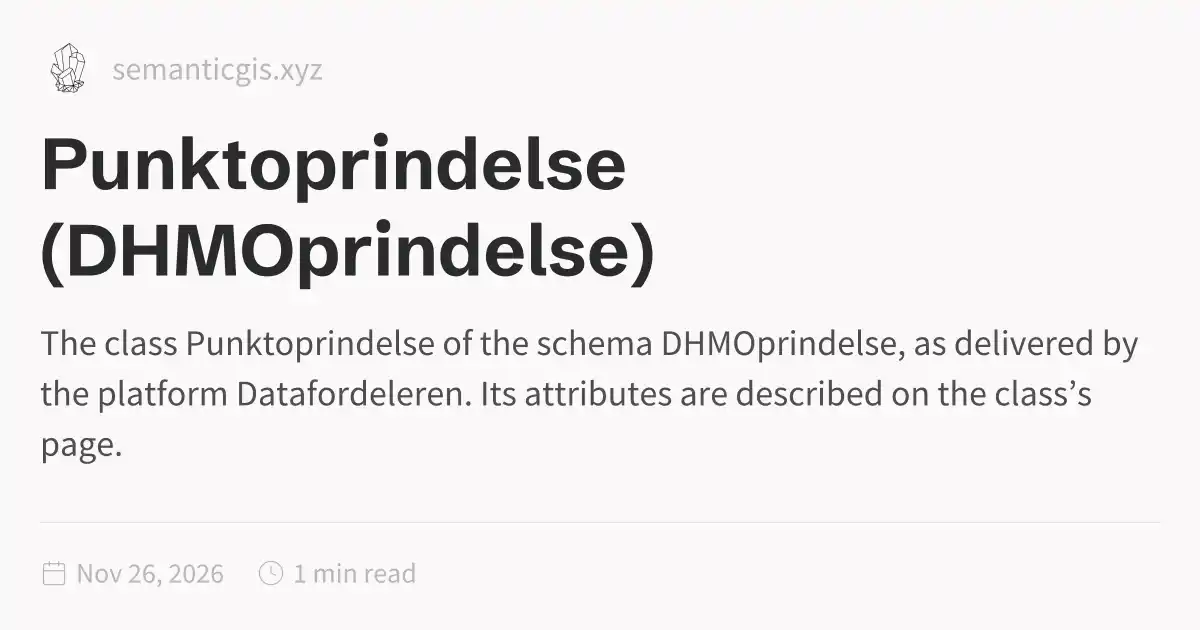 semanticgis.xyz
Punktoprindelse
(DHMOprindelse)
The class Punktoprindelse of the schema DHMOprindelse, as delivered by
the platform Datafordeleren. Its attributes are described on the class’s
page.
Nov 26, 2026
1 min read